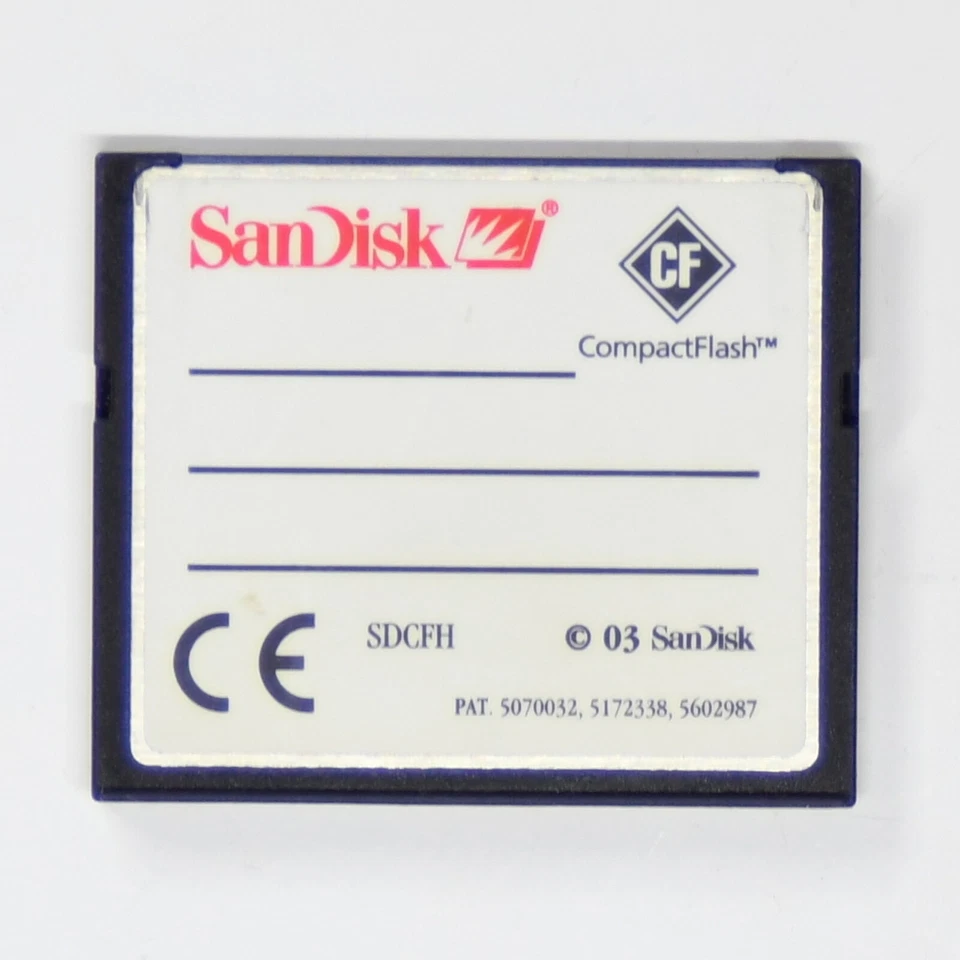 SanDisk ®
CF
CompactFlash™
CE SDCFH © 03 SanDisk
PAT. 5070032, 5172338, 5602987